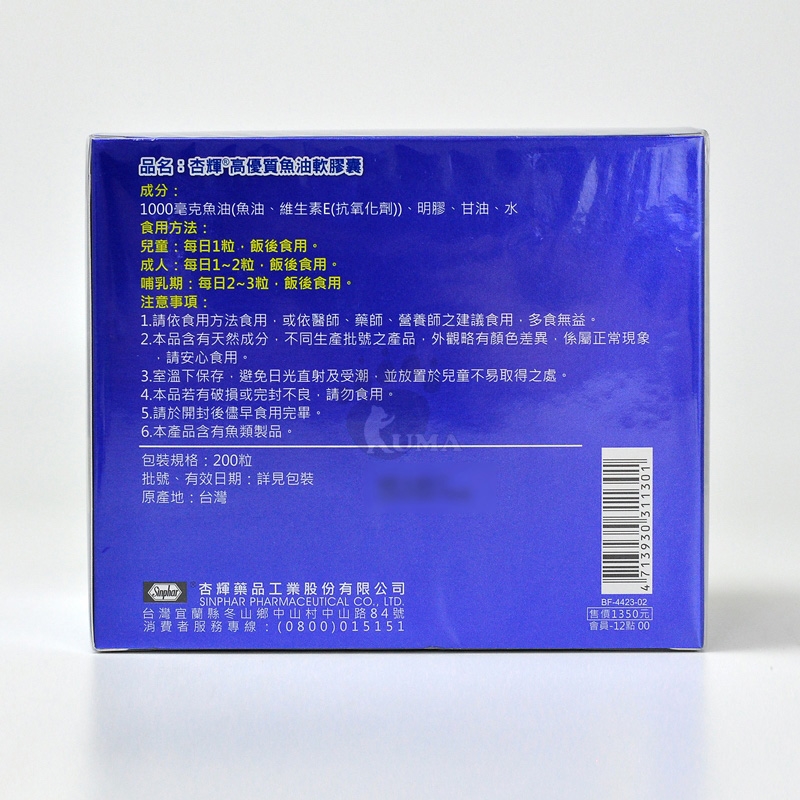 品名：杏輝®高優質魚油軟膠囊
成分：
1000毫克魚油(魚油、維生素E(抗氧化劑))、明膠、甘油、水
食用方法：
兒童：每日1粒，飯後食用。
成人：每日1~2粒，飯後食用。
哺乳期：每日2~3粒，飯後食用。
注意事項：
1.請依食用方法食用，或依醫師、藥師、營養師之建議食用，多食無益。
2.本品含有天然成分，不同生產批號之產品，外觀略有顏色差異，係屬正常現象
，請安心食用。
3.室溫下保存，避免日光直射及受潮，並放置於兒童不易取得之處。
4.本品若有破損或完封不良，請勿食用。
5.請於開封後儘早食用完畢。
6.本產品含有魚類製品。
KUMA
包裝規格：200粒
批號、有效日期：詳見包裝
原產地：台灣
4713930311301
Sinphar
杏輝藥品工業股份有限公司
SINPHAR PHARMACEUTICAL CO., LTD.
台灣宜蘭縣冬山鄉中山村中山路84號
消費者服務專線：(0800)015151
BF-4423-02
售價1350元
會員-12點00